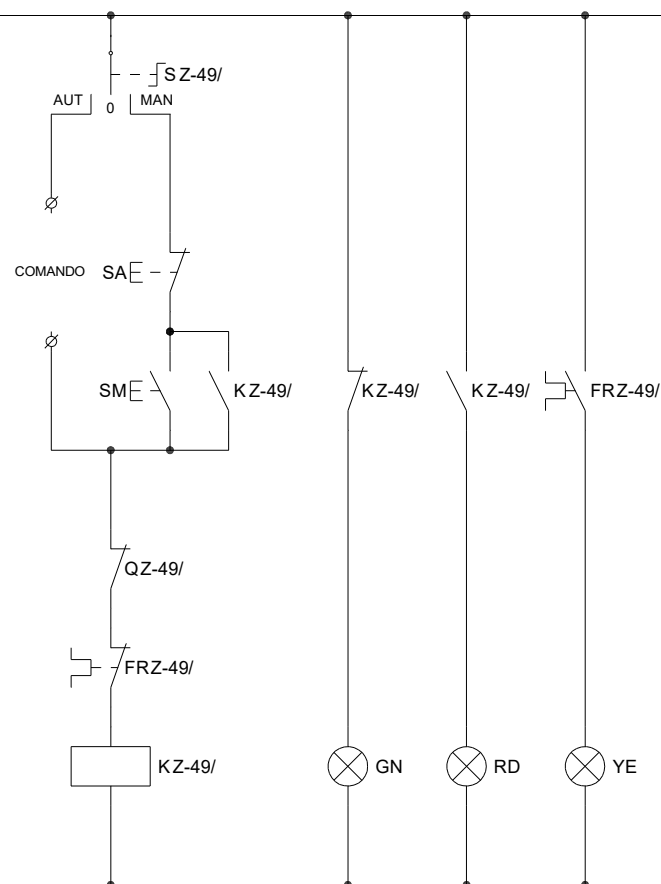 SZ-49/
AUT
0
MAN
COMANDO
SA
SM
KZ-49/
KZ-49/
KZ-49/
FRZ-49/
QZ-49/
FRZ-49/
KZ-49/
GN
RD
YE